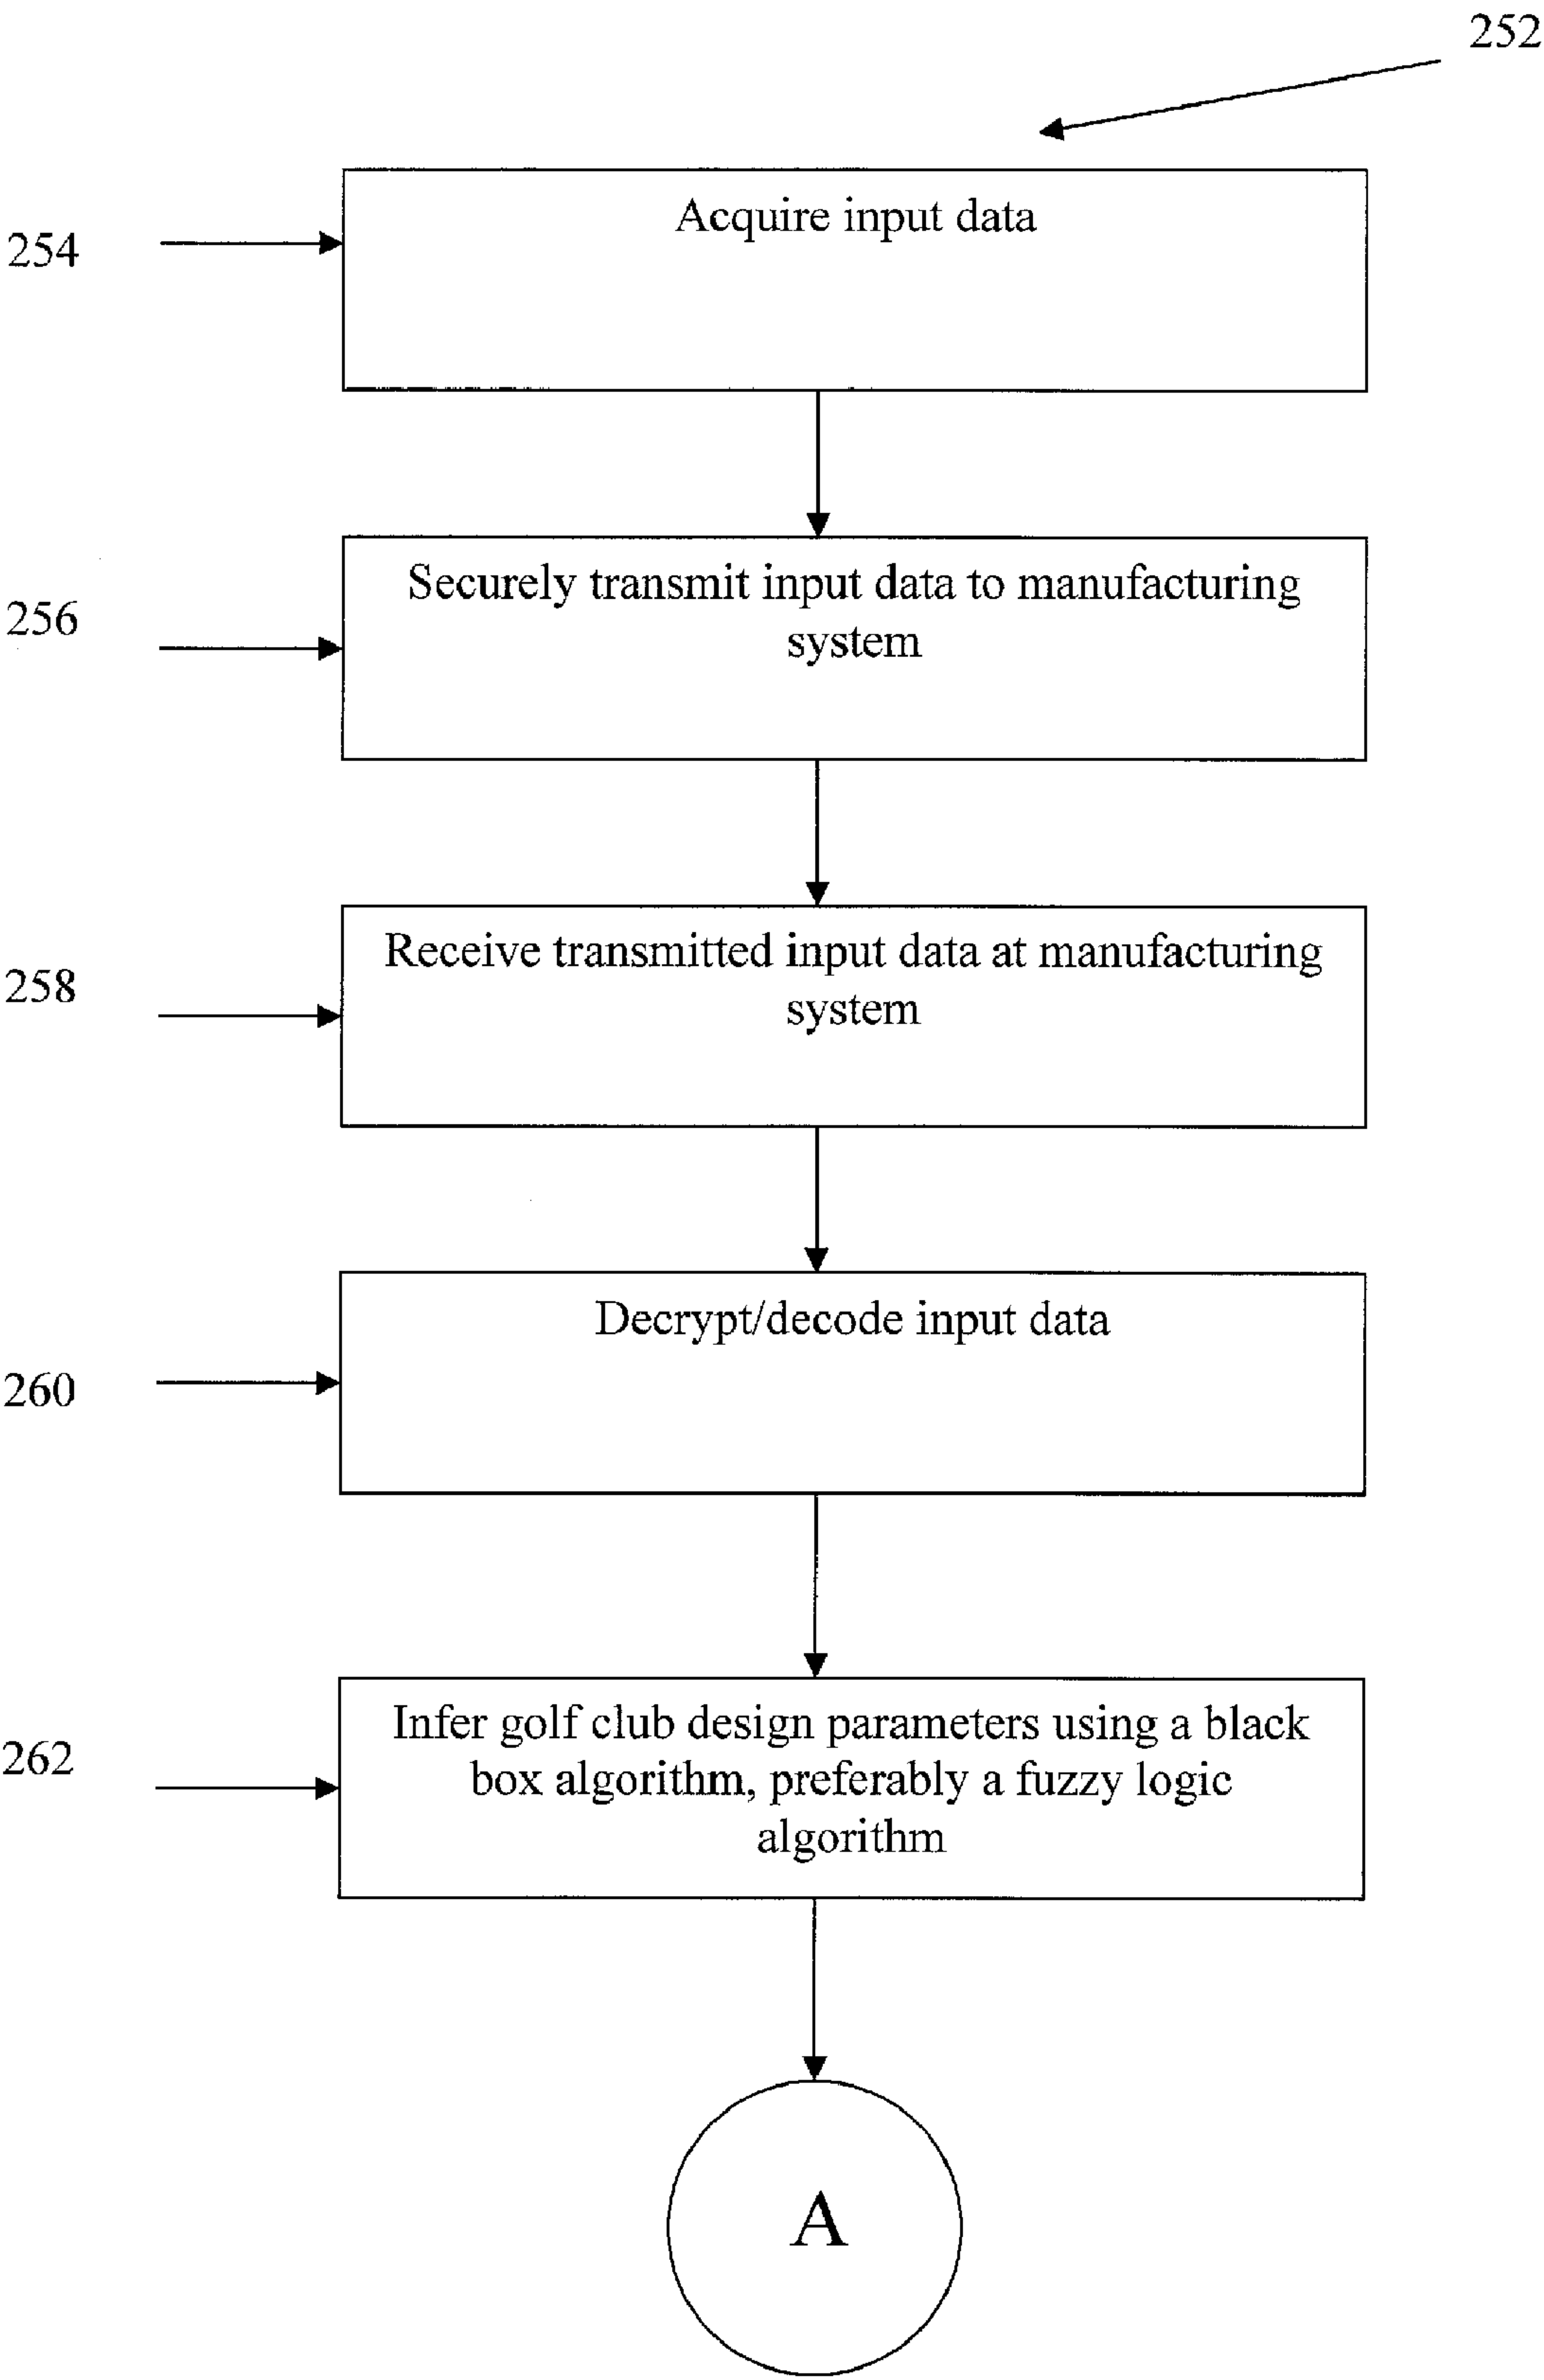 252
254
Acquire input data
256
Securely transmit input data to manufacturing
system
258
Receive transmitted input data at manufacturing
system
260
Decrypt/decode input data
262
Infer golf club design parameters using a black
box algorithm, preferably a fuzzy logic
algorithm
A